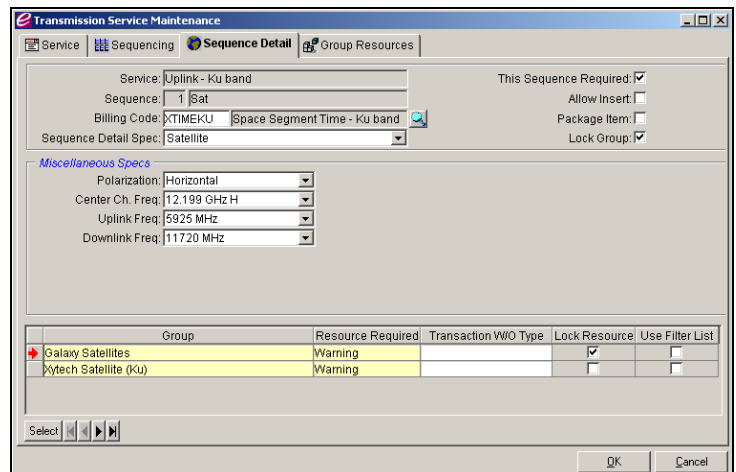 Transmission Service Maintenance
Service Sequencing Sequence Detail Group Resources
Service: Uplink - Ku band This Sequence Required:
Sequence: 1 Sat Allow Insert:
Billing Code: XTIMEKU Space Segment Time - Ku band Package Item:
Sequence Detail Spec: Satellite Lock Group:
Miscellaneous Specs
Polarization: Horizontal
Center Ch. Freq: 12.199 GHz H
Uplink Freq: 5925 MHz
Downlink Freq: 11720 MHz
Group Resource Required Transaction W/O Type Lock Resource Use Filter List
Galaxy Satellites Warning
Xytech Satellite (Ku) Warning
Select
OK Cancel